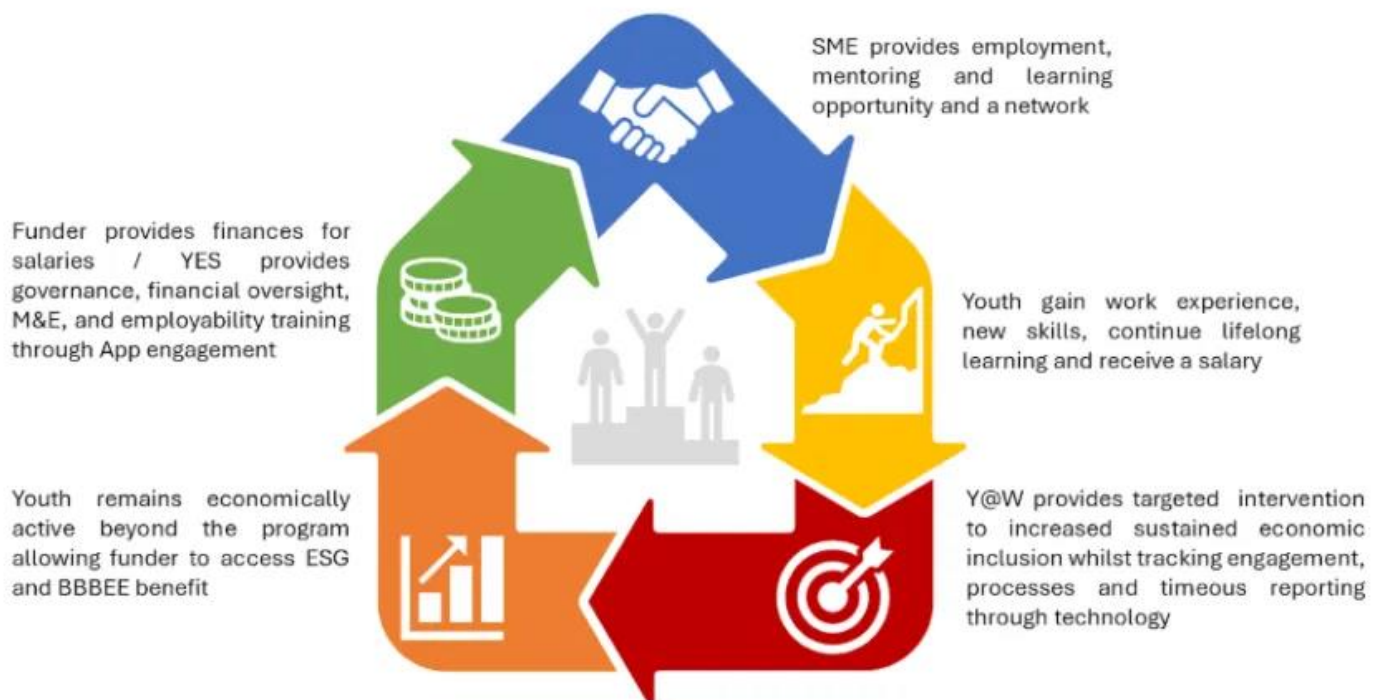 SME provides employment,
mentoring and learning
opportunity and a network
Youth gain work experience,
new skills, continue lifelong
learning and receive a salary
Y@W provides targeted intervention
to increased sustained economic
inclusion whilst tracking engagement,
processes and timeous reporting
through technology
Youth remains economically
active beyond the program
allowing funder to access ESG
and BBBEE benefit
Funder provides finances for
salaries / YES provides
governance, financial oversight,
M&E, and employability training
through App engagement